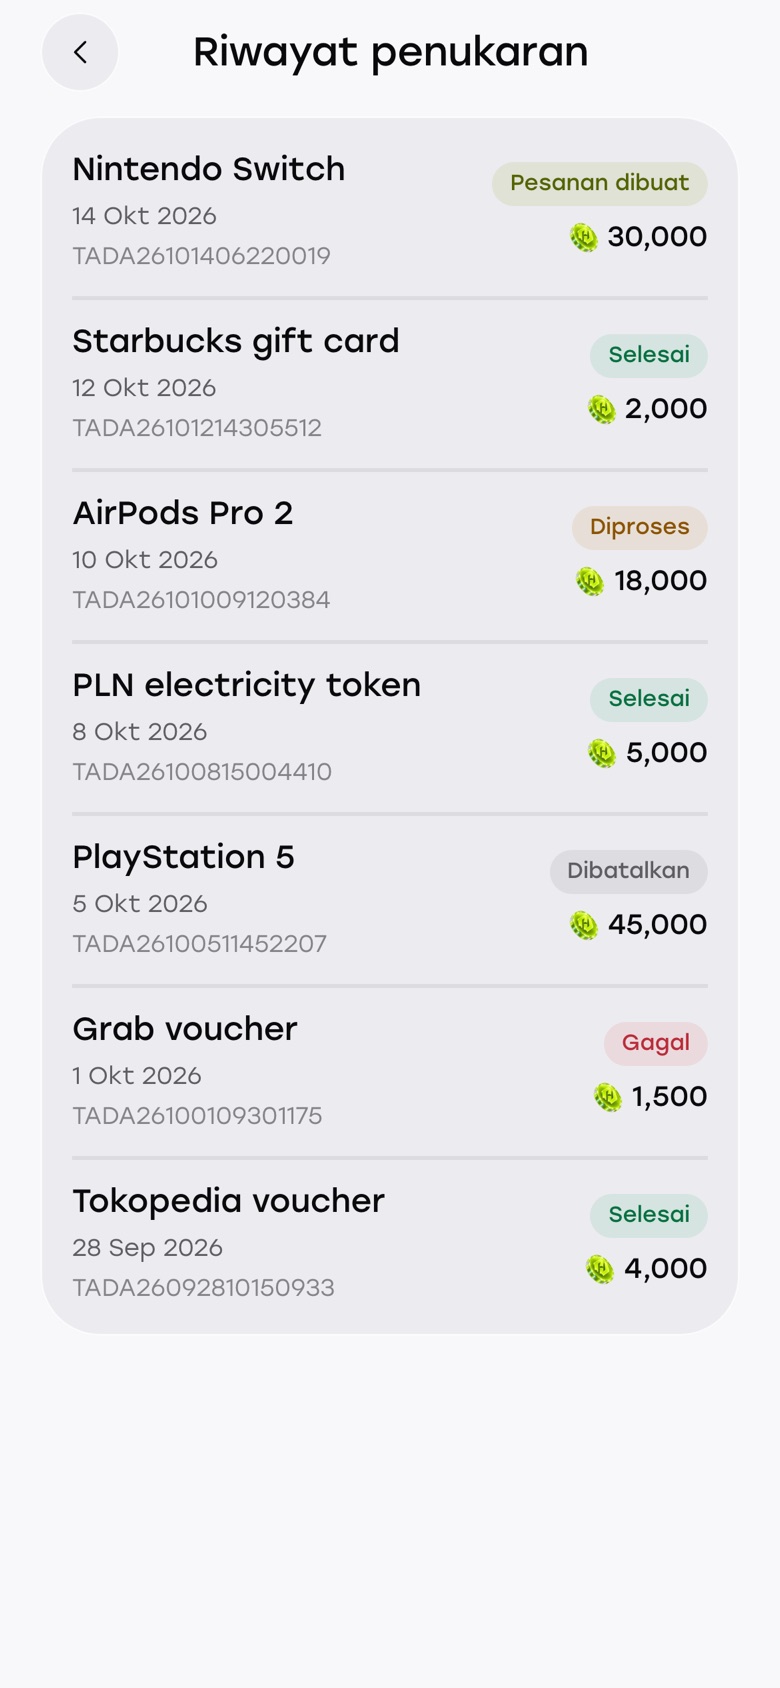 Riwayat penukaran
Nintendo Switch
Pesanan dibuat
14 Okt 2026
30,000
TADA26101406220019
Starbucks gift card
Selesai
12 Okt 2026
2,000
TADA26101214305512
AirPods Pro 2
Diproses
10 Okt 2026
18,000
TADA26101009120384
PLN electricity token
Selesai
8 Okt 2026
5,000
TADA26100815004410
PlayStation 5
Dibatalkan
5 Okt 2026
45,000
TADA26100511452207
Grab voucher
Gagal
1 Okt 2026
1,500
TADA26100109301175
Tokopedia voucher
Selesai
28 Sep 2026
4,000
TADA26092810150933